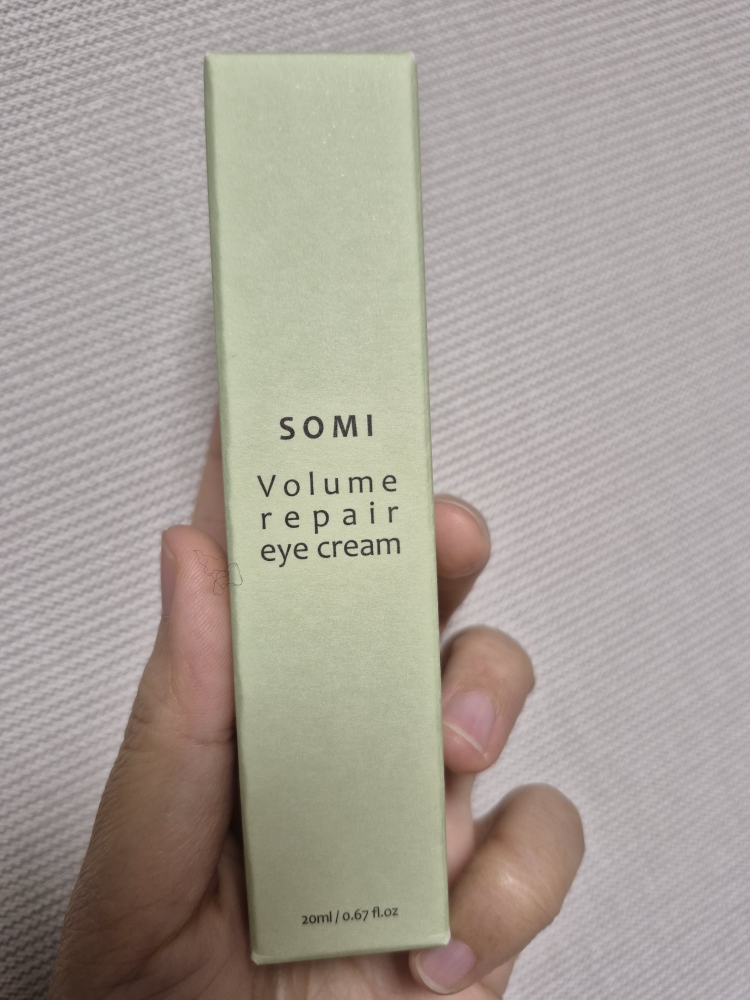 SOMI
Volume
repair
eye cream
20ml / 0.67 fl.oz